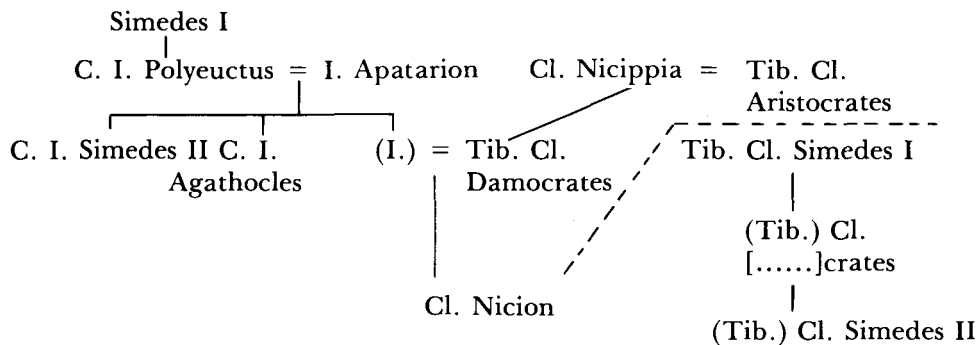 Simedes I
C. I. Polyeuctus = I. Apatarion Cl. Nicippia = Tib. Cl.
Aristocrates
C. I. Simedes II C. I. (I.) = Tib. Cl. Tib. Cl. Simedes I
Agathocles Damocrates
(Tib.) Cl.
[......]crates
Cl. Nicion
(Tib.) Cl. Simedes II